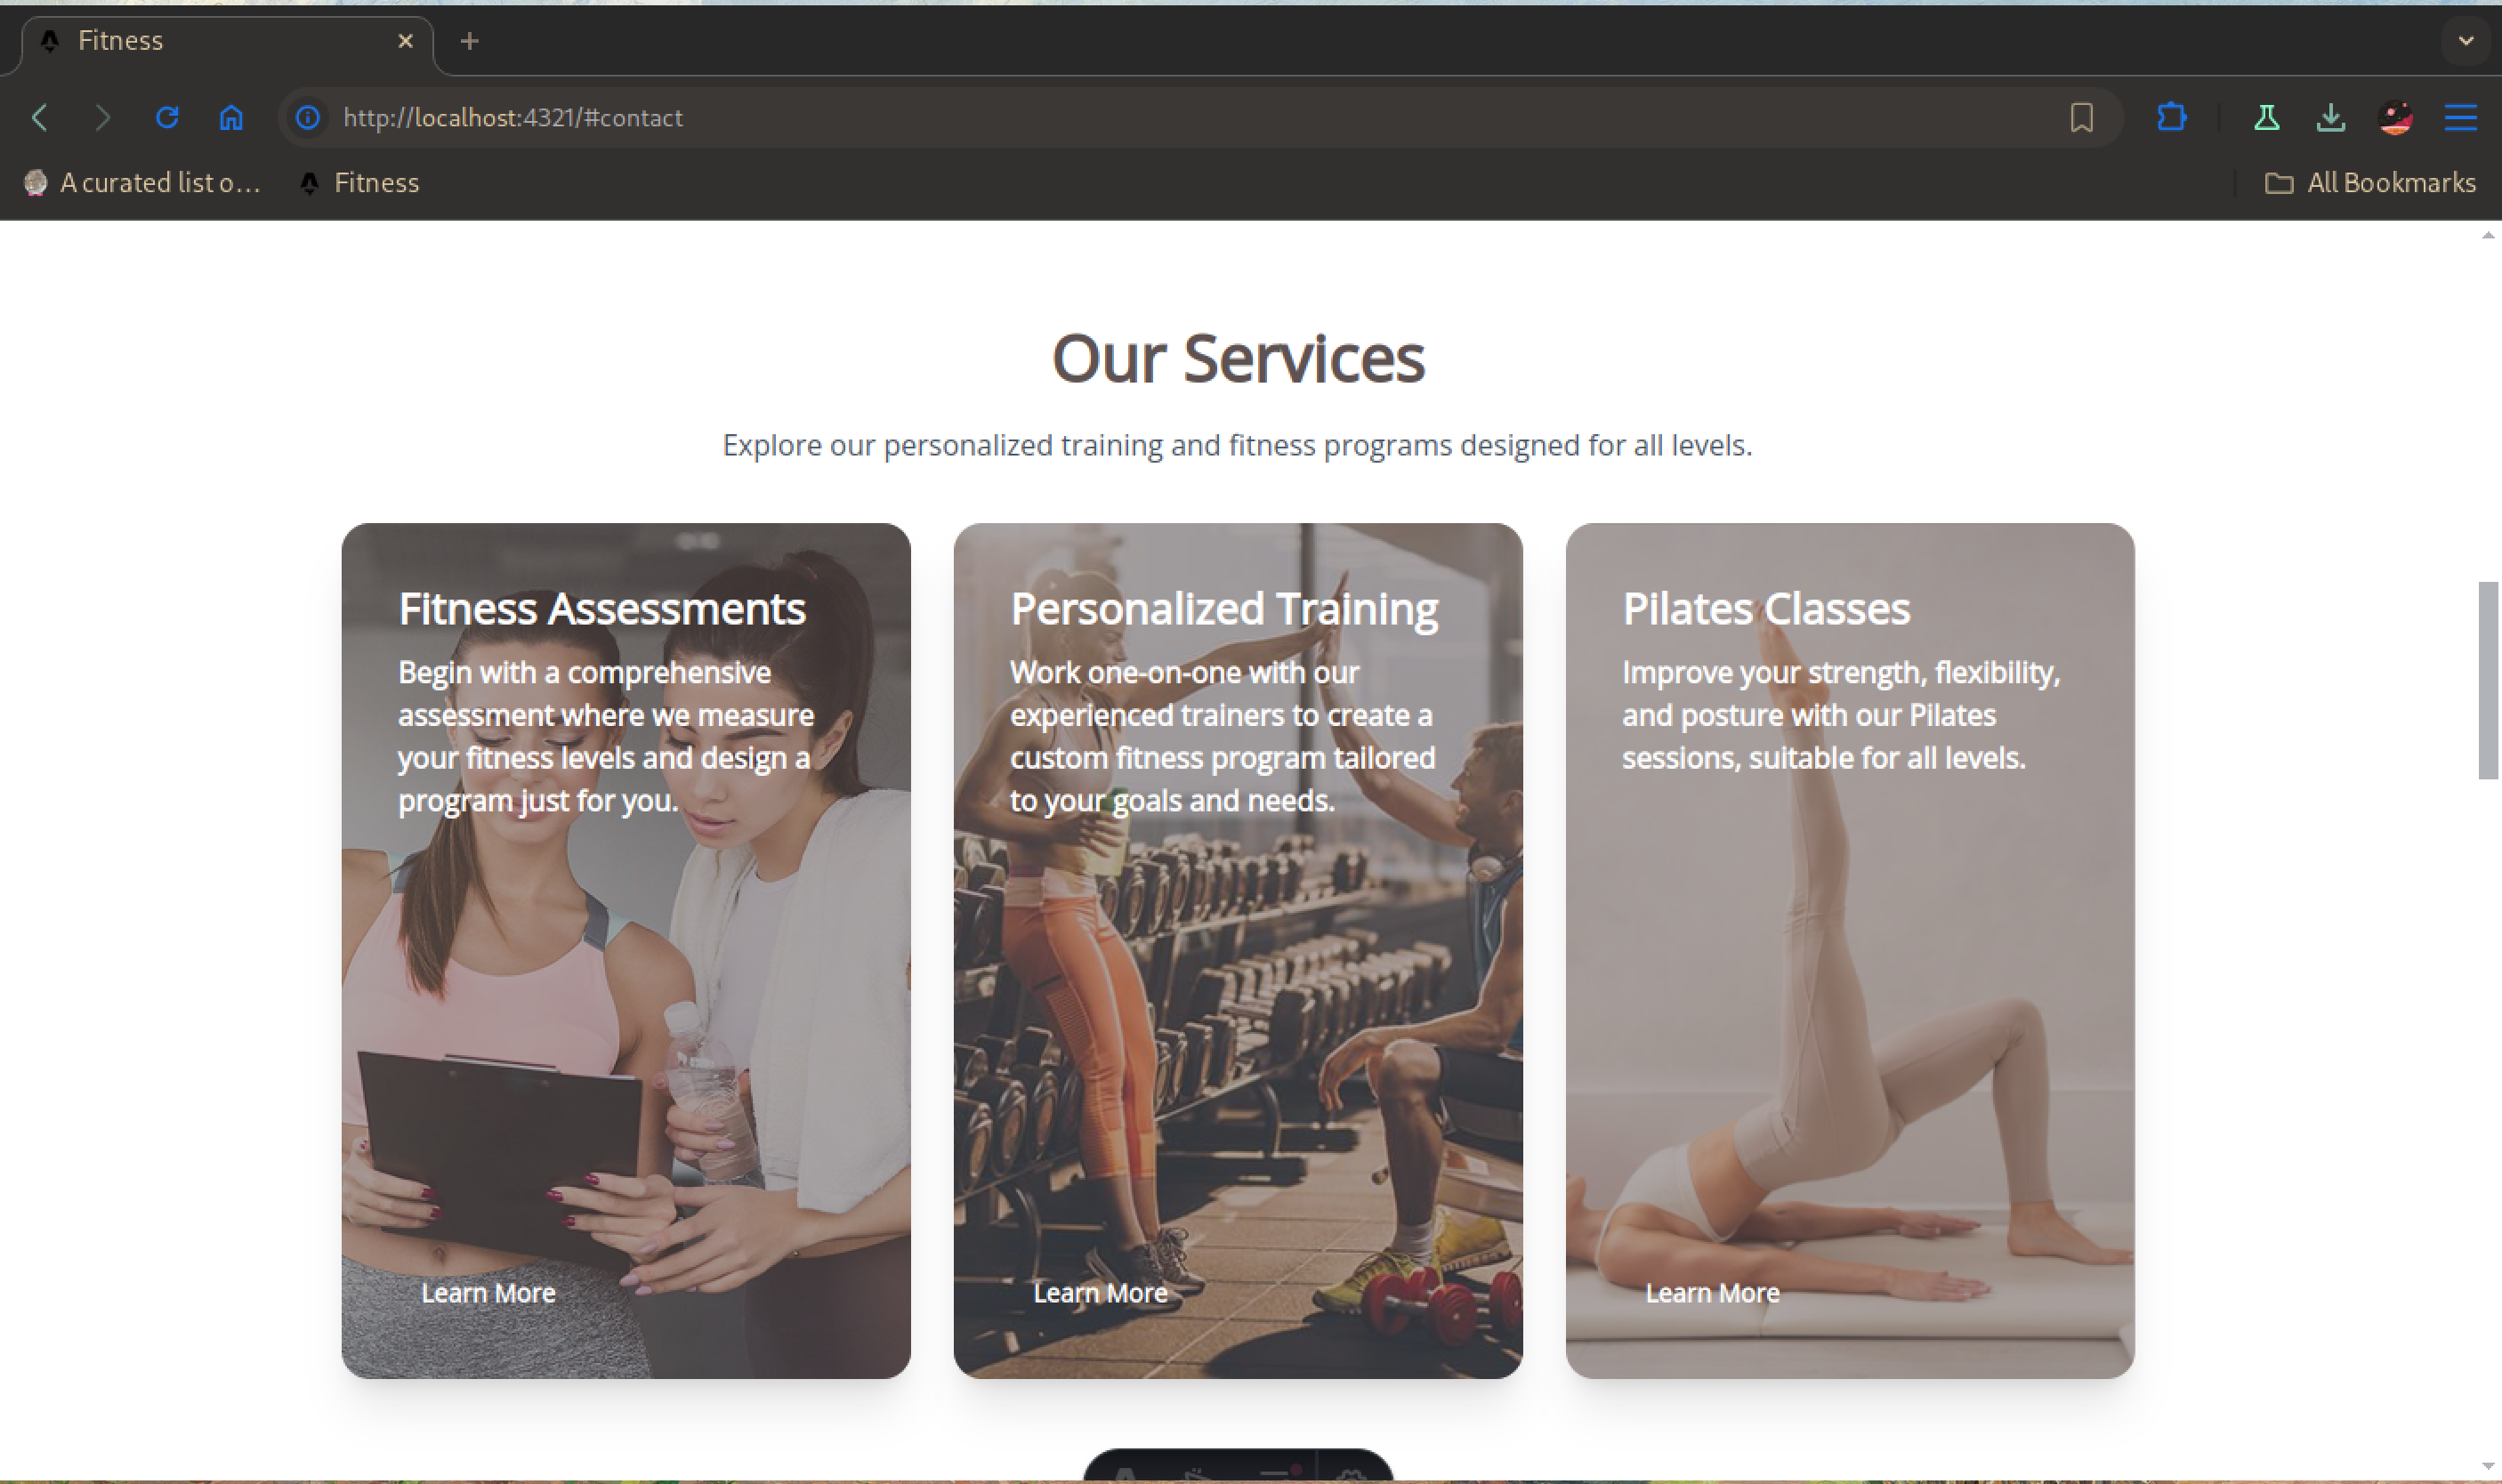 Fitness
http://localhost:4321/#contact
A curated list o...
Fitness
All Bookmarks
Our Services
Explore our personalized training and fitness programs designed for all levels.
Fitness Assessments
Begin with a comprehensive
assessment where we measure
your fitness levels and design a
program just for you.
Learn More
Personalized Training
Work one-on-one with our
experienced trainers to create a
custom fitness program tailored
to your goals and needs.
Learn More
Pilates Classes
Improve your strength, flexibility,
and posture with our Pilates
sessions, suitable for all levels.
Learn More